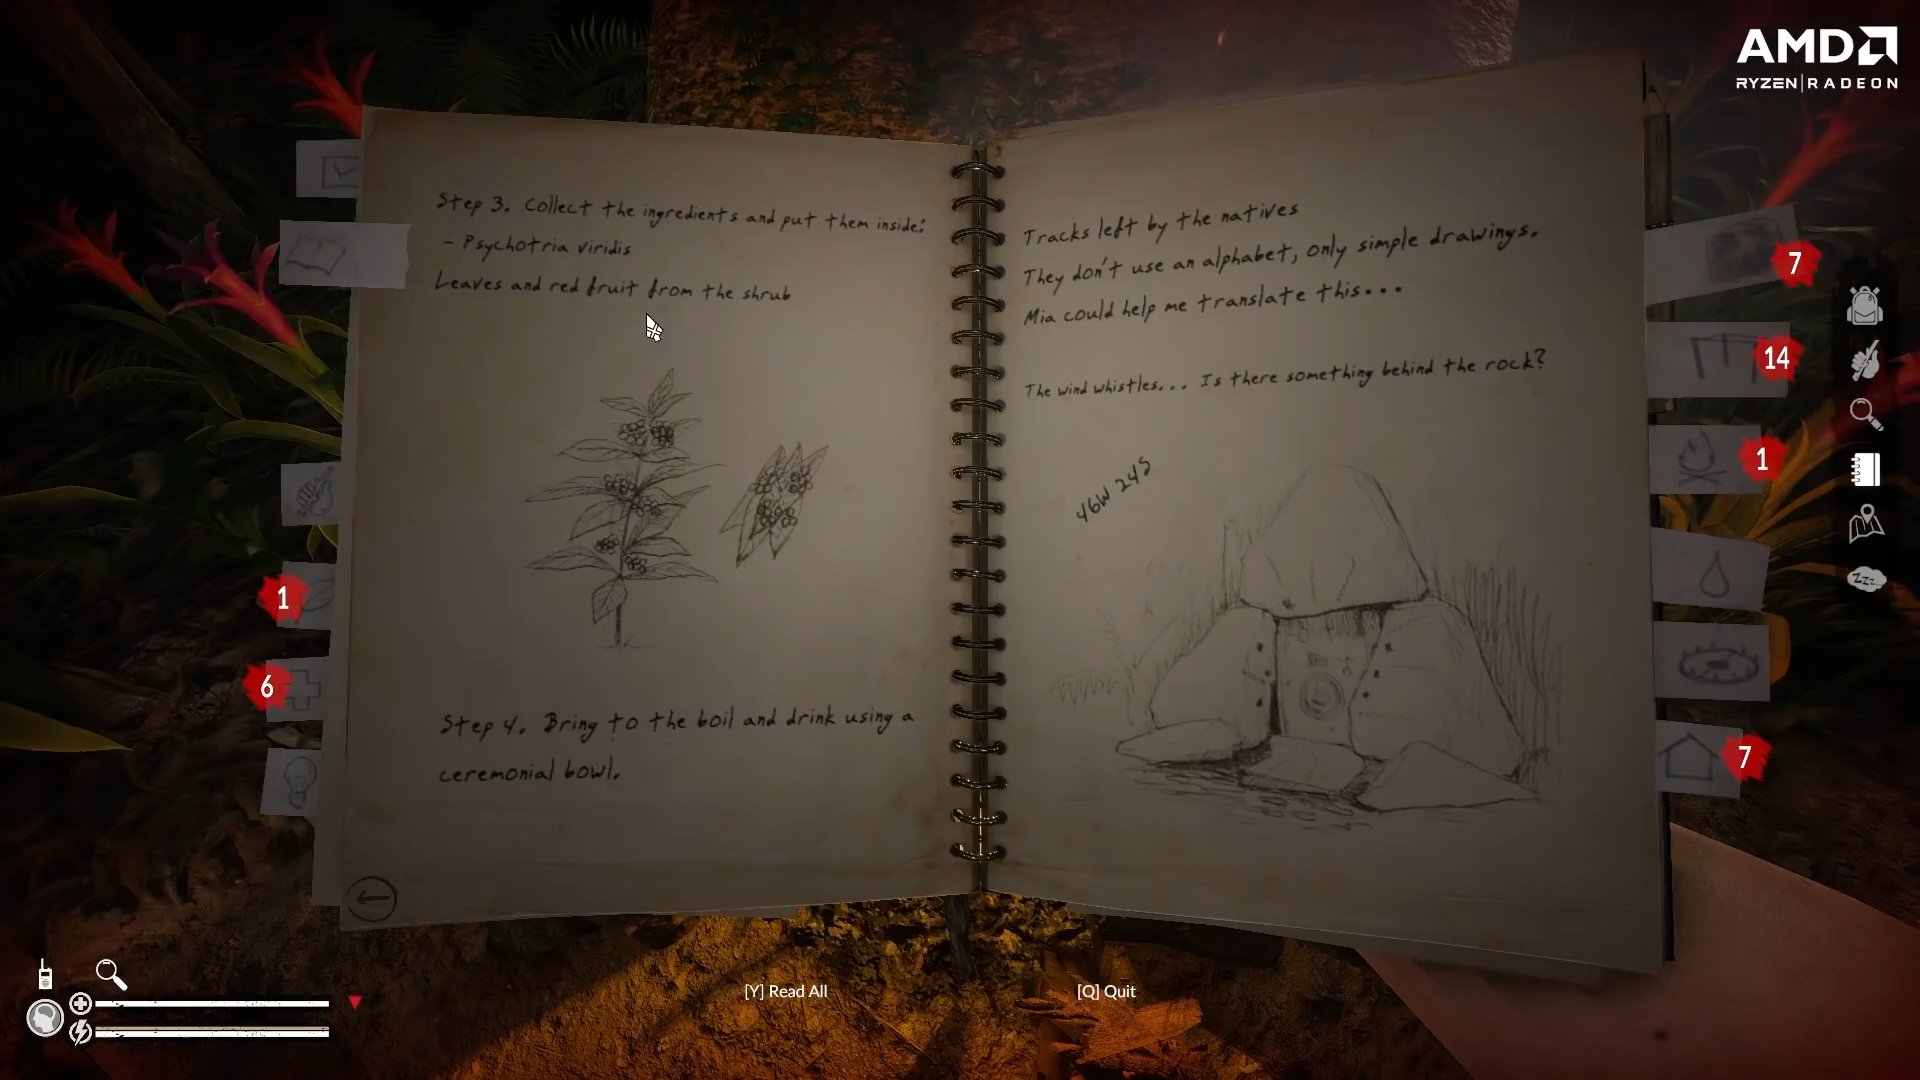 AMD
RYZEN|RADEON
Step 3. Collect the ingredients and put them inside:
- Psychotria viridis
Leaves and red fruit from the shrub
Step 4. Bring to the boil and drink using a
ceremonial bowl.
Tracks left by the natives
They don't use an alphabet, only simple drawings.
Mia could help me translate this...
The wind whistles... Is there something behind the rock?
46W 24S
1
6
7
14
1
7
Zzz
[Y] Read All
[Q] Quit